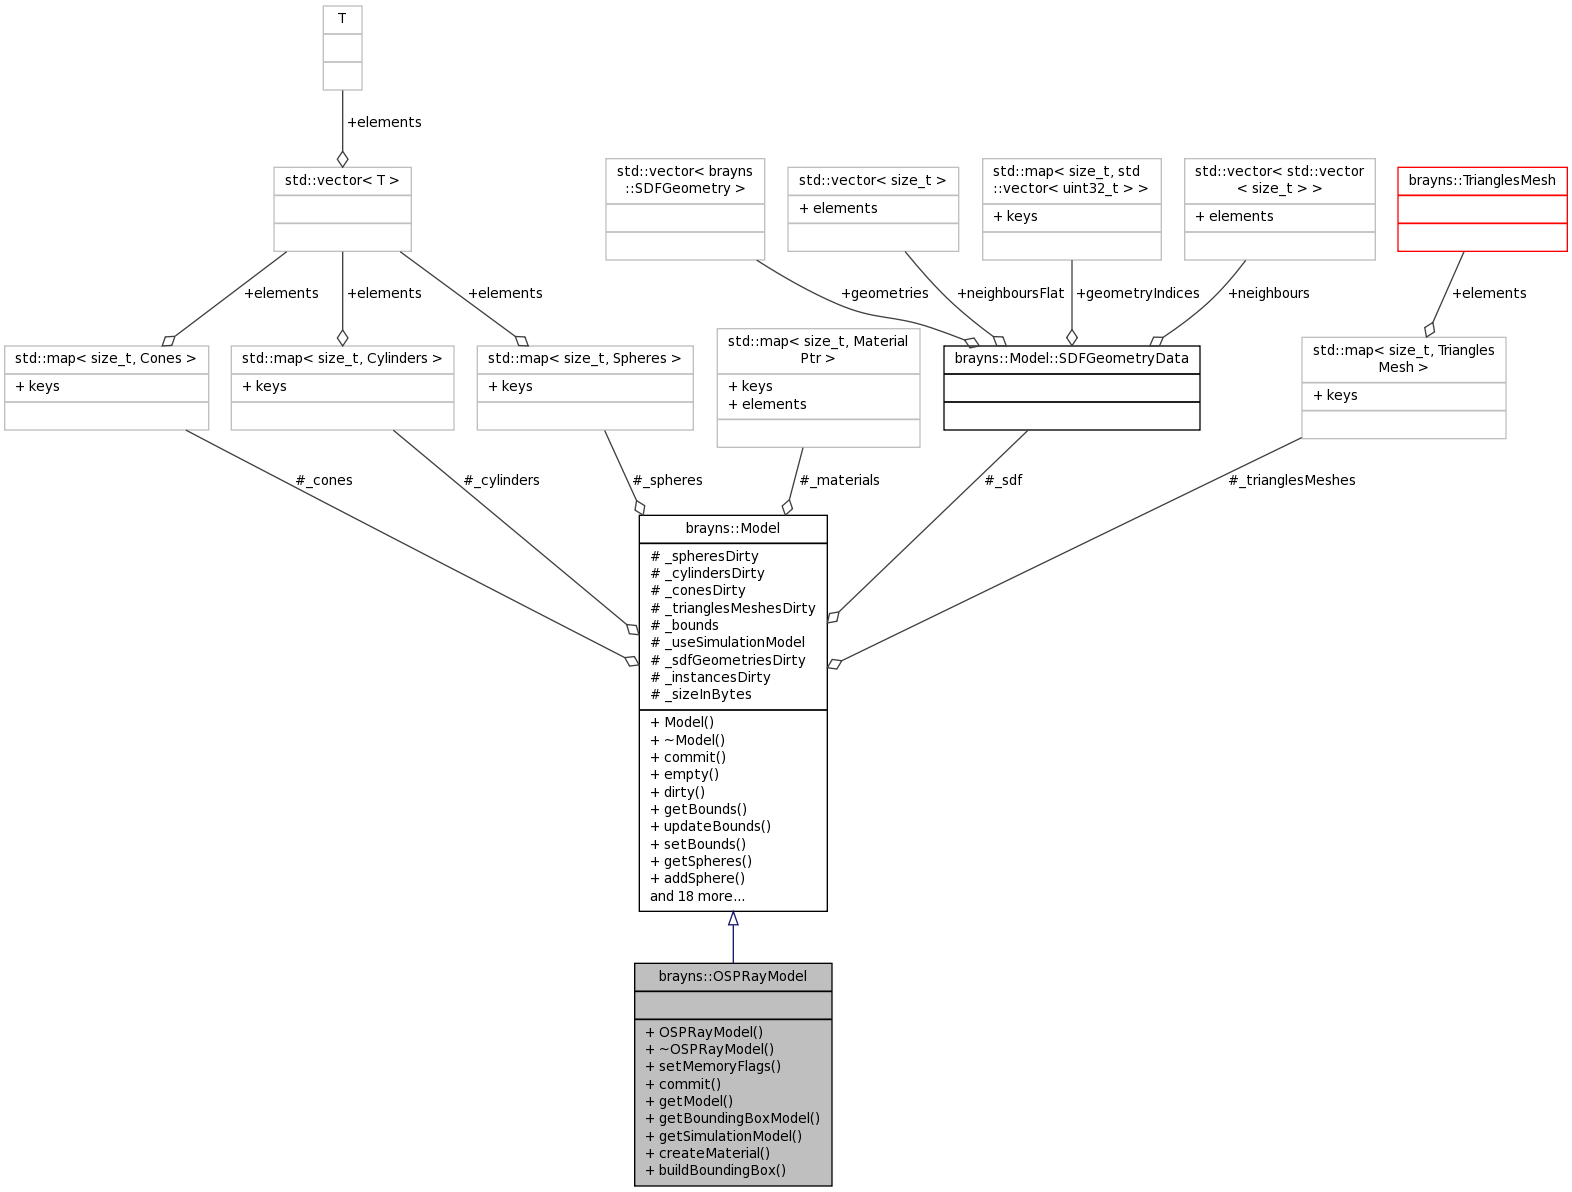 T
+elements
std::vector< T >
std::vector< brayns
::SDFGeometry >
std::vector< size_t >
+ elements
std::map< size_t, std
::vector< uint32_t > >
+ keys
std::vector< std::vector
< size_t > >
+ elements
brayns::TrianglesMesh
+elements
+elements
+elements
+geometries
+neighboursFlat
+geometryIndices
+neighbours
+elements
std::map< size_t, Cones >
+ keys
std::map< size_t, Cylinders >
+ keys
std::map< size_t, Spheres >
+ keys
std::map< size_t, Material
Ptr >
+ keys
+ elements
brayns::Model::SDFGeometryData
std::map< size_t, Triangles
Mesh >
+ keys
#_cones
#_cylinders
#_spheres
#_materials
#_sdf
#_trianglesMeshes
brayns::Model
# _spheresDirty
# _cylindersDirty
# _conesDirty
# _trianglesMeshesDirty
# _bounds
# _useSimulationModel
# _sdfGeometriesDirty
# _instancesDirty
# _sizeInBytes
+ Model()
+ ~Model()
+ commit()
+ empty()
+ dirty()
+ getBounds()
+ updateBounds()
+ setBounds()
+ getSpheres()
+ addSphere()
and 18 more...
brayns::OSPRayModel
+ OSPRayModel()
+ ~OSPRayModel()
+ setMemoryFlags()
+ commit()
+ getModel()
+ getBoundingBoxModel()
+ getSimulationModel()
+ createMaterial()
+ buildBoundingBox()